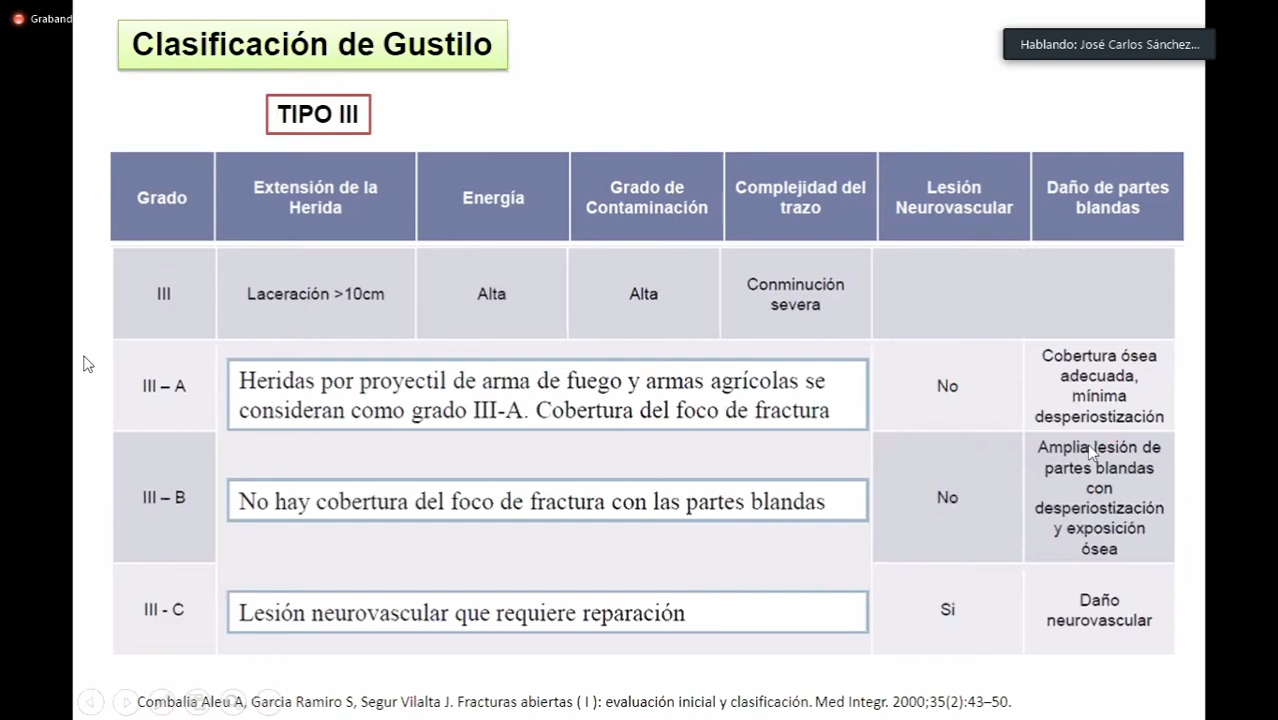 Graband
Clasificación de Gustilo
Hablando: José Carlos Sánchez...
TIPO III
Grado
Extensión de la
Herida
Energía
Grado de
Contaminación
Complejidad del
trazo
Lesión
Neurovascular
Daño de partes
blandas
III
Laceración >10cm
Alta
Alta
Conminución
severa
III – A
Heridas por proyectil de arma de fuego y armas agrícolas se
consideran como grado III-A. Cobertura del foco de fractura
No
Cobertura ósea
adecuada,
mínima
desperiostización
III – B
No hay cobertura del foco de fractura con las partes blandas
No
Amplia lesión de
partes blandas
con
desperiostización
y exposición
ósea
III - C
Lesión neurovascular que requiere reparación
Si
Daño
neurovascular
Combalia Aleu A, Garcia Ramiro S, Segur Vilalta J. Fracturas abiertas ( I ): evaluación inicial y clasificación. Med Integr. 2000;35(2):43–50.